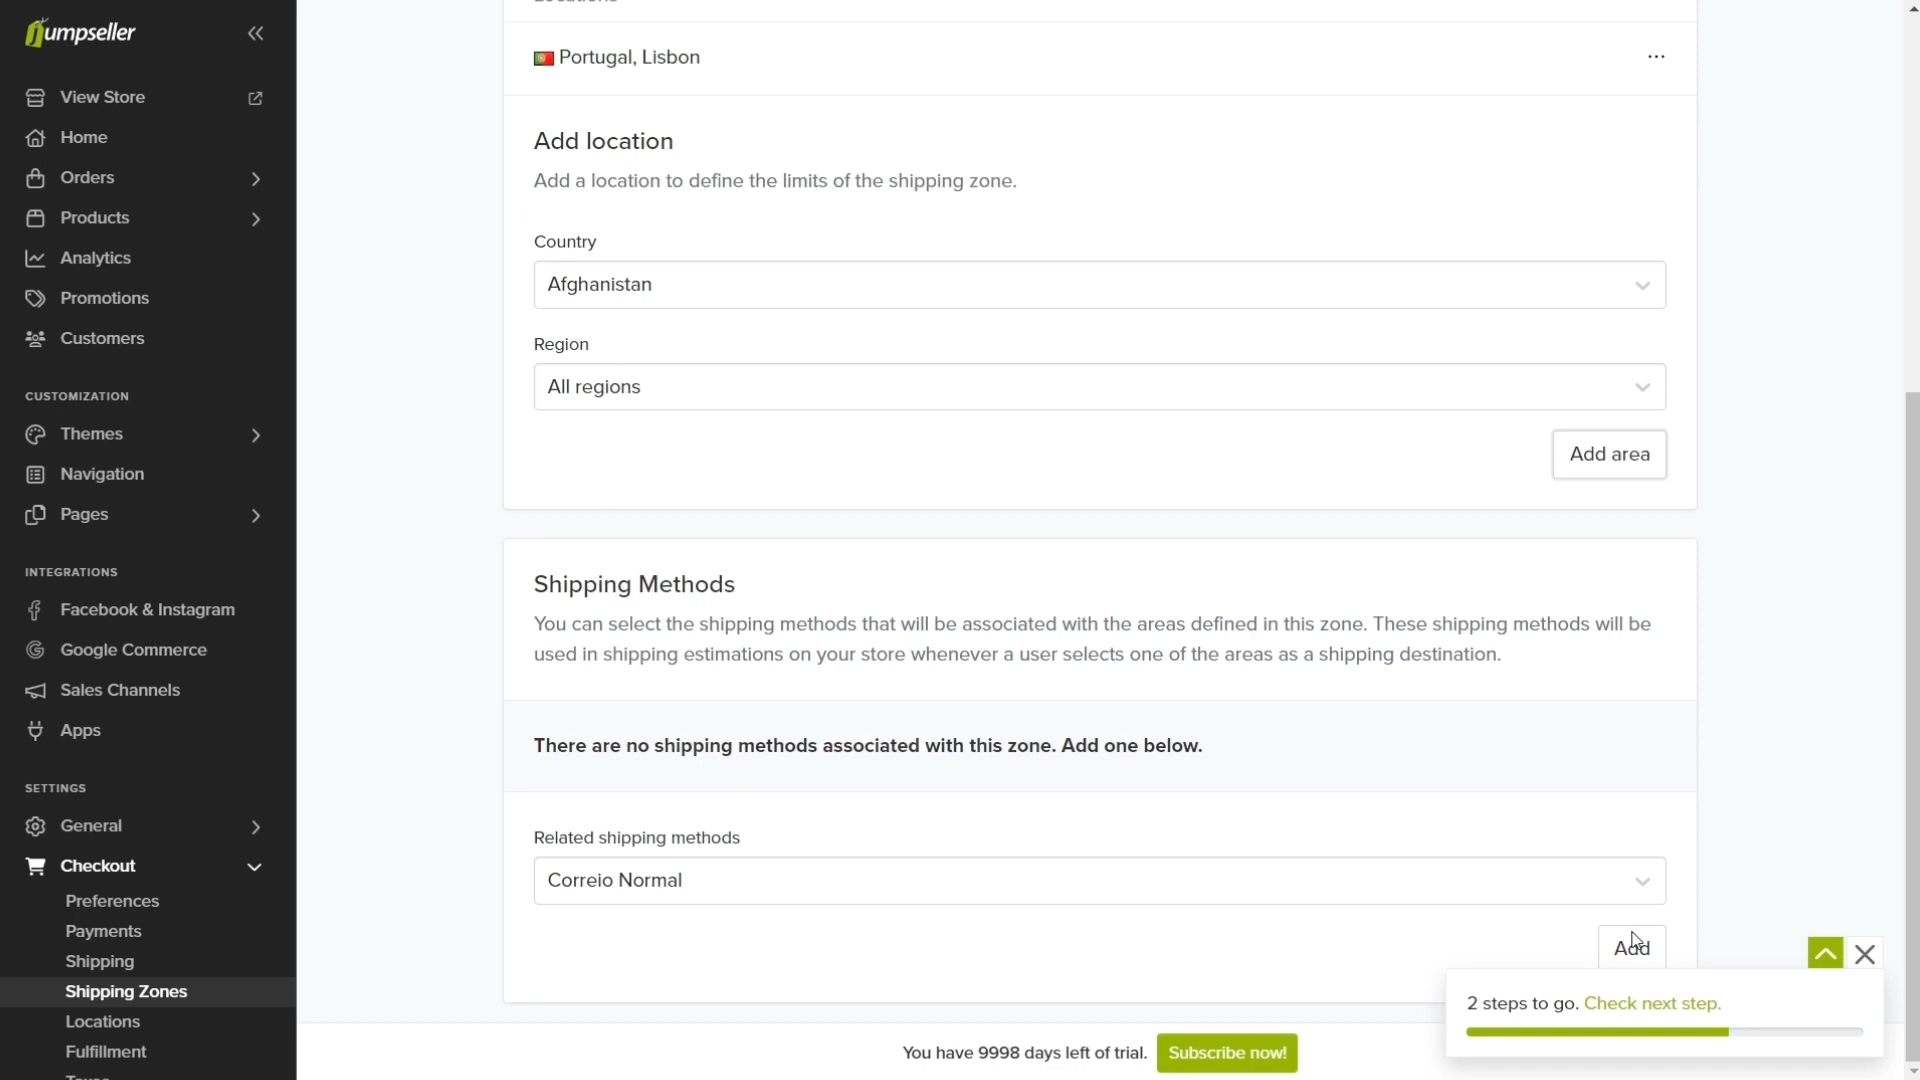 Jumpseller
View Store
Home
Orders
Products
Analytics
Promotions
Customers
CUSTOMIZATION
Themes
Navigation
Pages
INTEGRATIONS
Facebook & Instagram
Google Commerce
Sales Channels
Apps
SETTINGS
General
Checkout
Preferences
Payments
Shipping
Shipping Zones
Locations
Fulfillment
Portugal, Lisbon
Add location
Add a location to define the limits of the shipping zone.
Country
Afghanistan
Region
All regions
Add area
Shipping Methods
You can select the shipping methods that will be associated with the areas defined in this zone. These shipping methods will be
used in shipping estimations on your store whenever a user selects one of the areas as a shipping destination.
There are no shipping methods associated with this zone. Add one below.
Related shipping methods
Correio Normal
Add
2 steps to go. Check next step.
You have 9998 days left of trial.
Subscribe now!